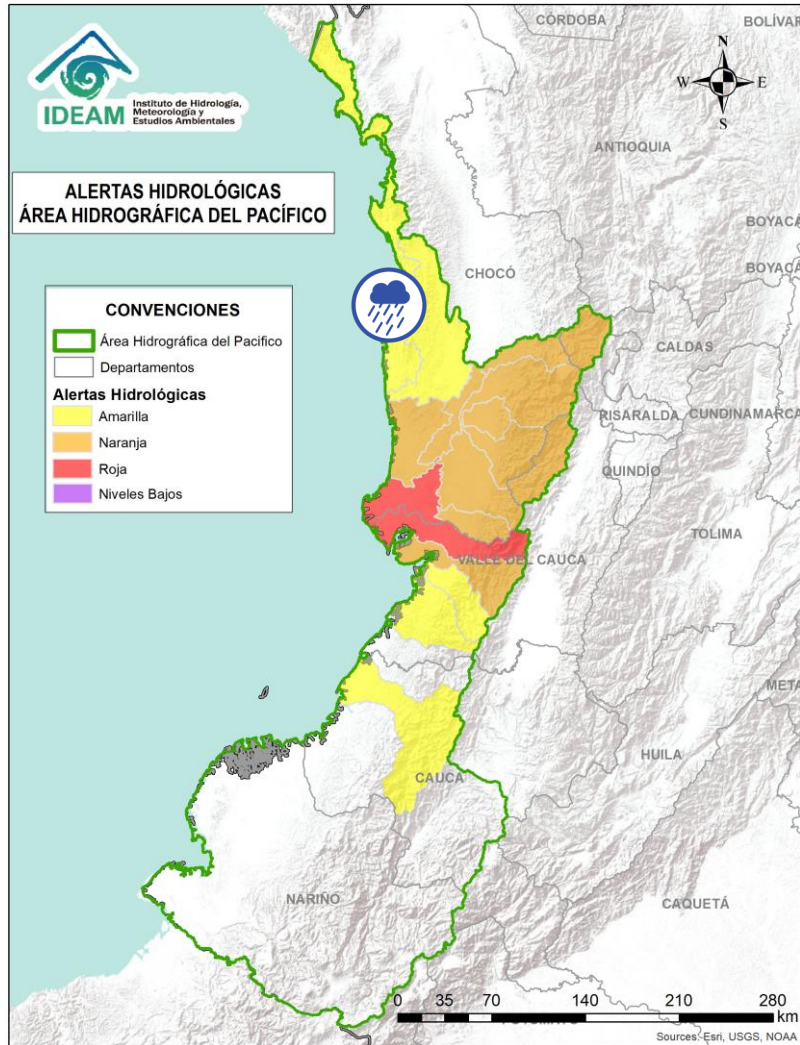 IDEAM
Instituto de Hidrología,
Meteorología y
Estudios Ambientales
ALERTAS HIDROLÓGICAS
ÁREA HIDROGRÁFICA DEL PACÍFICO
CONVENCIONES
Área Hidrográfica del Pacifico
Departamentos
Alertas Hidrológicas
Amarilla
Naranja
Roja
Niveles Bajos
N
W E
S
CÓRDOBA
BOLÍVAR
ANTIOQUIA
BOYACÁ
BOYACÁ
CHOCÓ
CALDAS
RISARALDA
CUNDINAMARCA
QUINDÍO
TOLIMA
VALLE DEL CAUCA
META
HUILA
CAUCA
NARIÑO
CAQUETÁ
0 35 70 140 210 280
km
Sources: Esri, USGS, NOAA